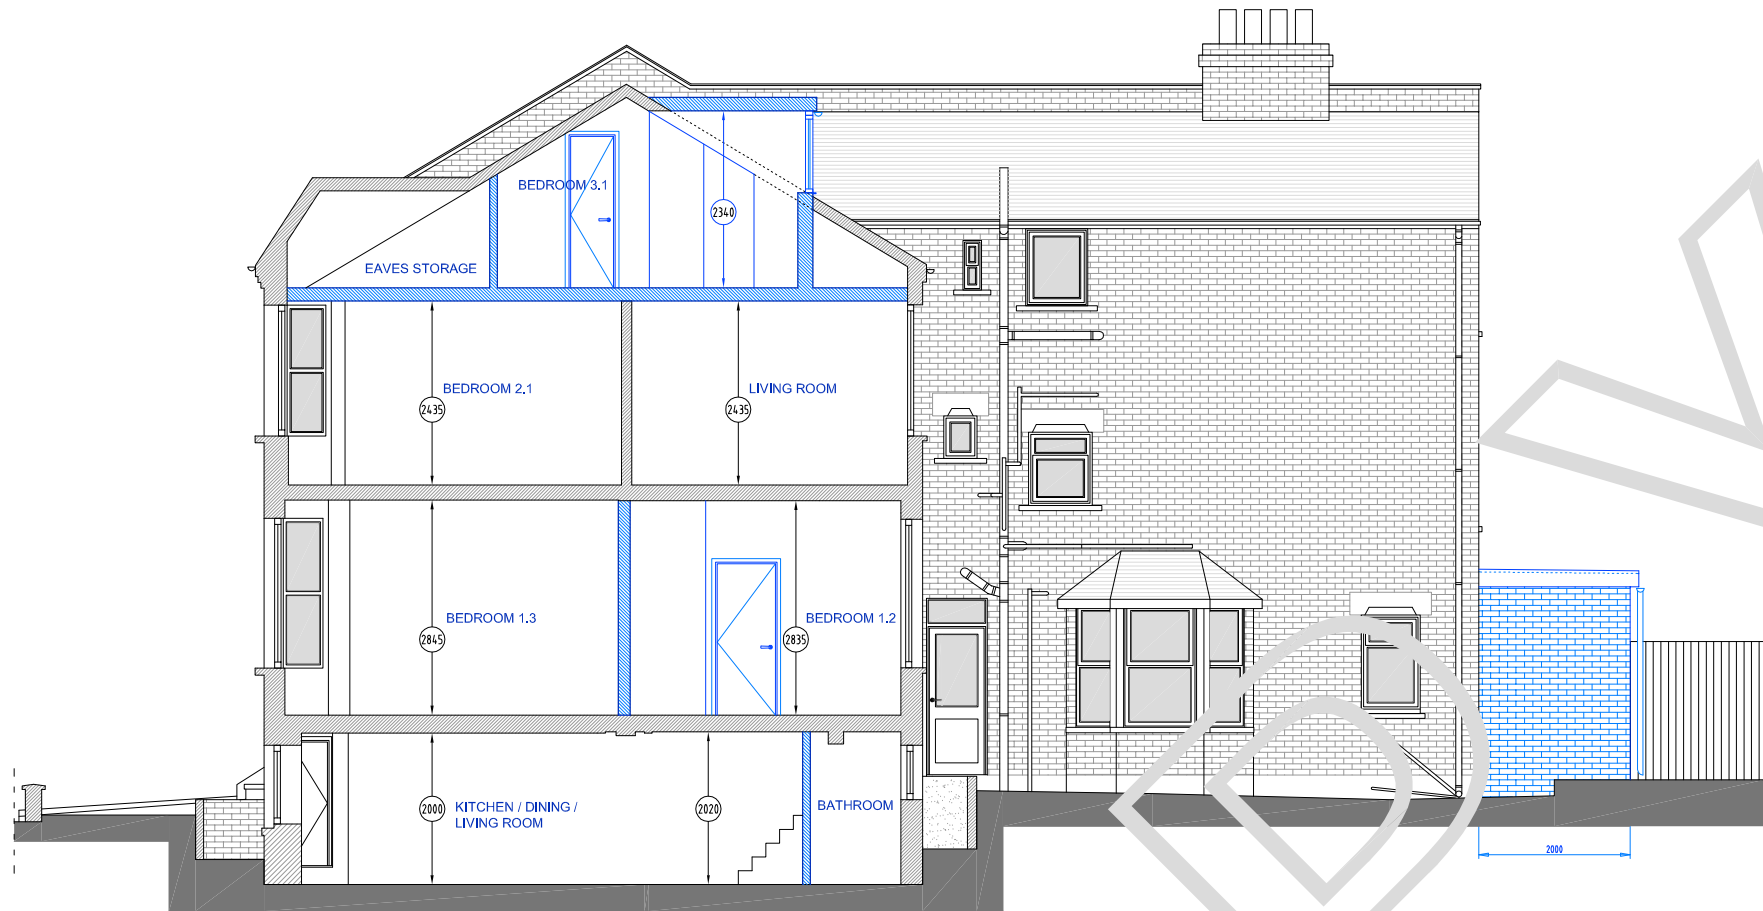 BEDROOM 3.1
2340
EAVES STORAGE
BEDROOM 2.1
LIVING ROOM
2435
2435
BEDROOM 1.3
BEDROOM 1.2
2845
2835
KITCHEN / DINING /
LIVING ROOM
2000
2020
BATHROOM
2000